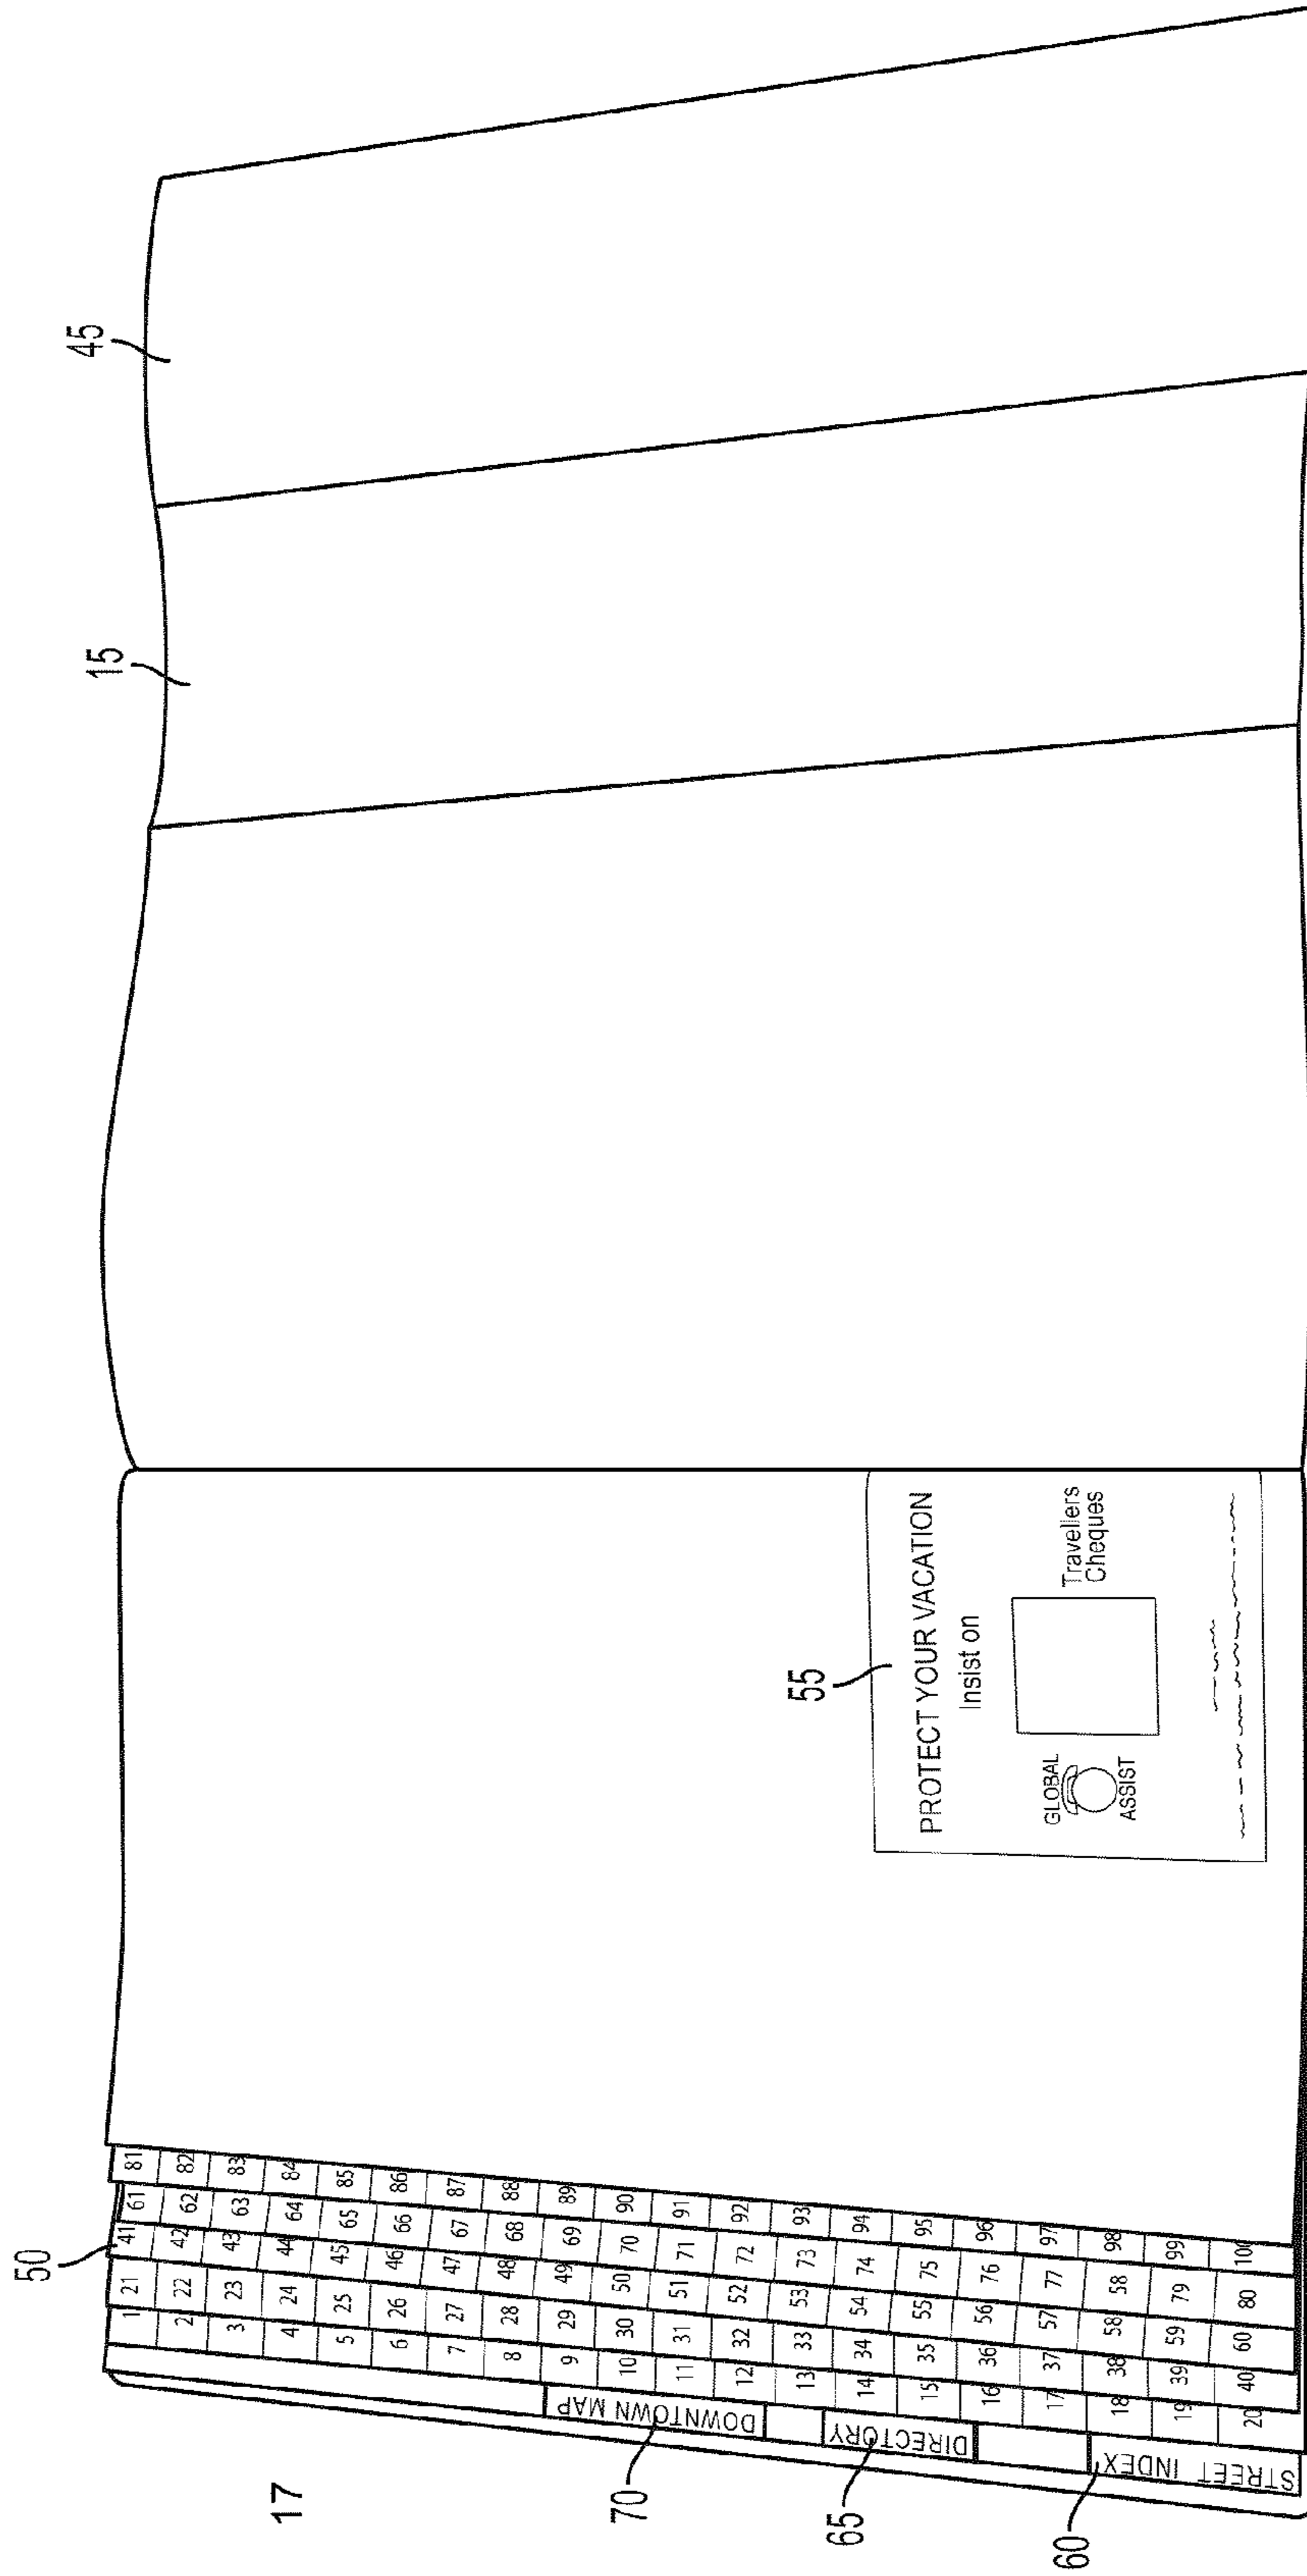 50
15
45
1 21 41 61 81
2 22 42 62 82
3 23 43 63 83
4 24 44 64 84
5 25 45 65 85
6 26 46 66 86
7 27 47 67 87
8 28 48 68 88
9 29 49 69 89
10 30 50 70 90
11 31 51 71 91
12 32 52 72 92
13 33 53 73 93
14 34 54 74 94
15 35 55 75 95
16 36 56 76 96
17 37 57 77 97
18 38 58 58 98
19 39 59 79 99
20 40 60 80 100
17
70
DOWNTOWN MAP
65
DIRECTORY
60
STREET INDEX
55
PROTECT YOUR VACATION
Insist on
GLOBAL
ASSIST
Travellers
Cheques